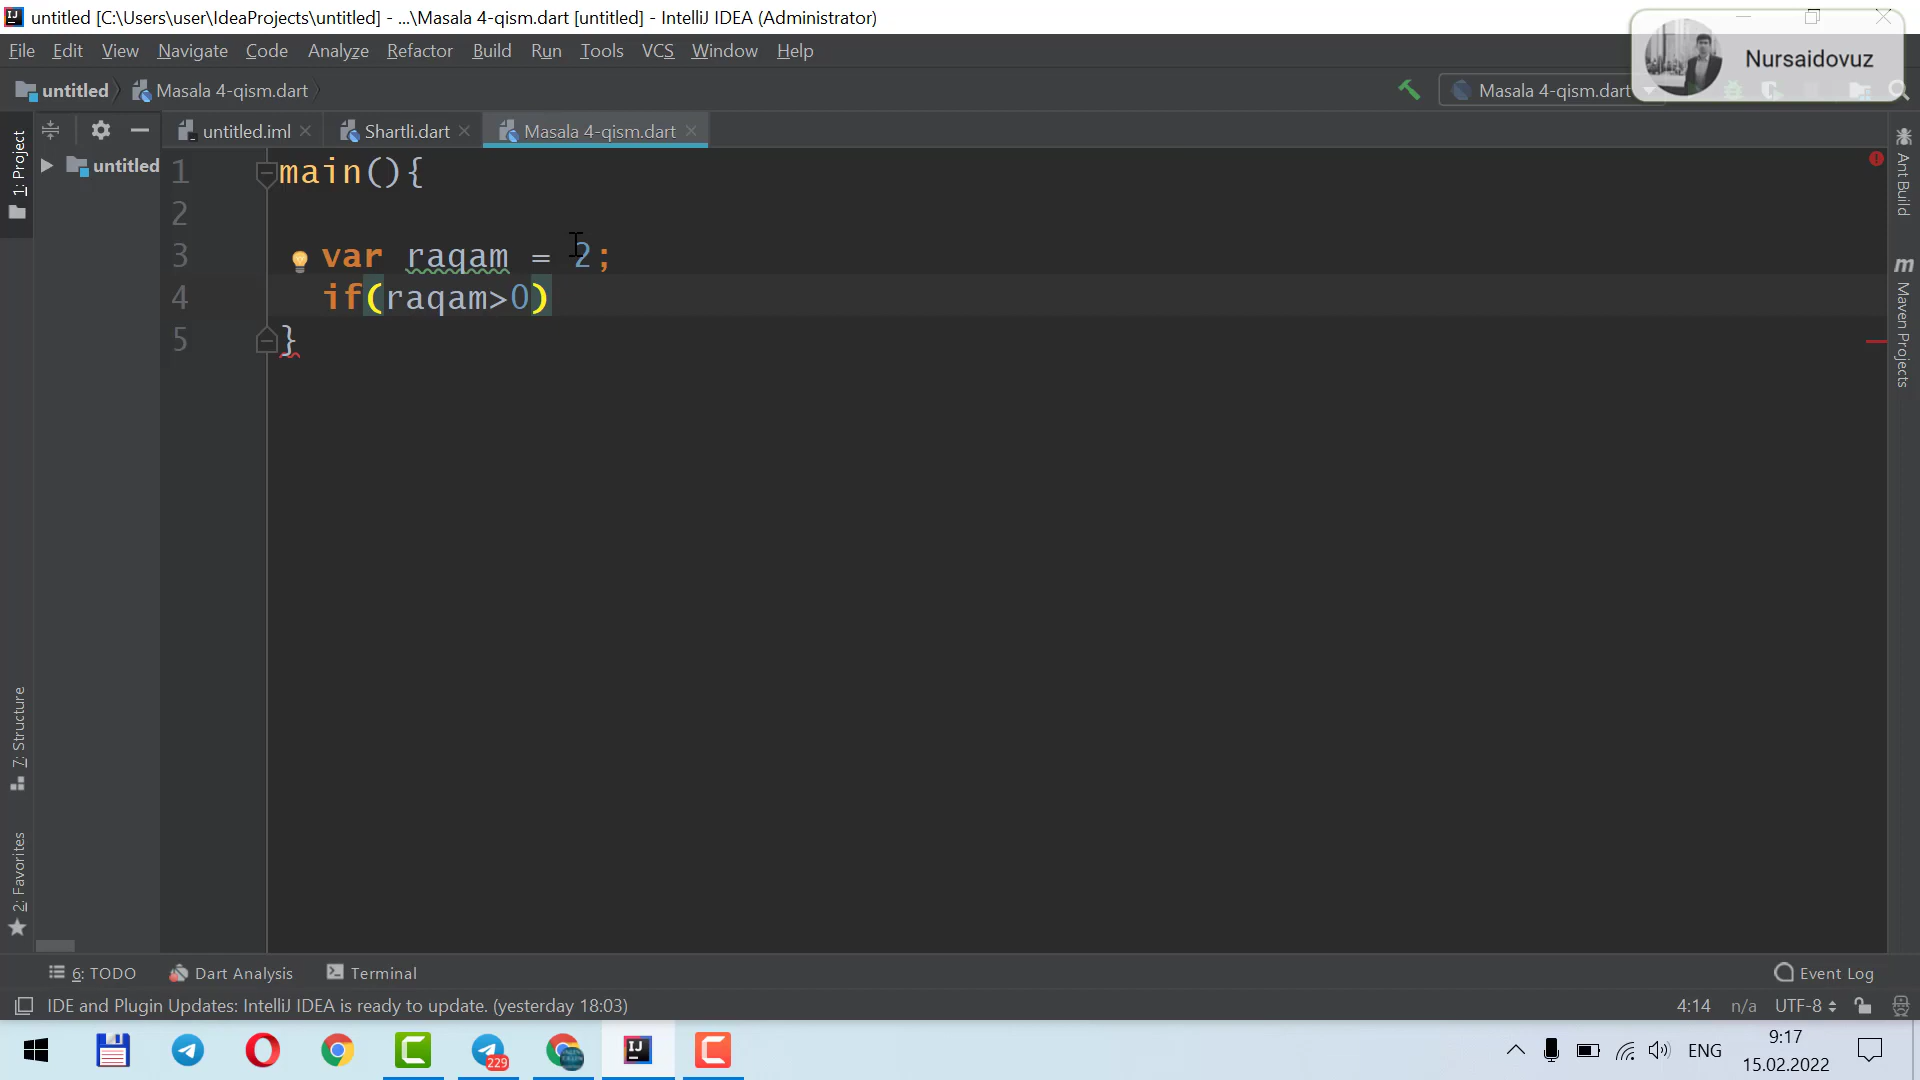 untitled [C:\Users\user\IdeaProjects\untitled] - ...\Masala 4-qism.dart [untitled] - IntelliJ IDEA (Administrator)
File Edit View Navigate Code Analyze Refactor Build Run Tools VCS Window Help
Nursaidovuz
untitled Masala 4-qism.dart
Masala 4-qism.dart
untitled.iml Shartli.dart Masala 4-qism.dart
1: Project
untitled
1 main(){
2
3 var raqam = 2;
4 if(raqam>0)
5 }
Ant Build
m Maven Projects
7: Structure
2: Favorites
6: TODO Dart Analysis Terminal Event Log
IDE and Plugin Updates: IntelliJ IDEA is ready to update. (yesterday 18:03) 4:14 n/a UTF-8
229
ENG
9:17
15.02.2022